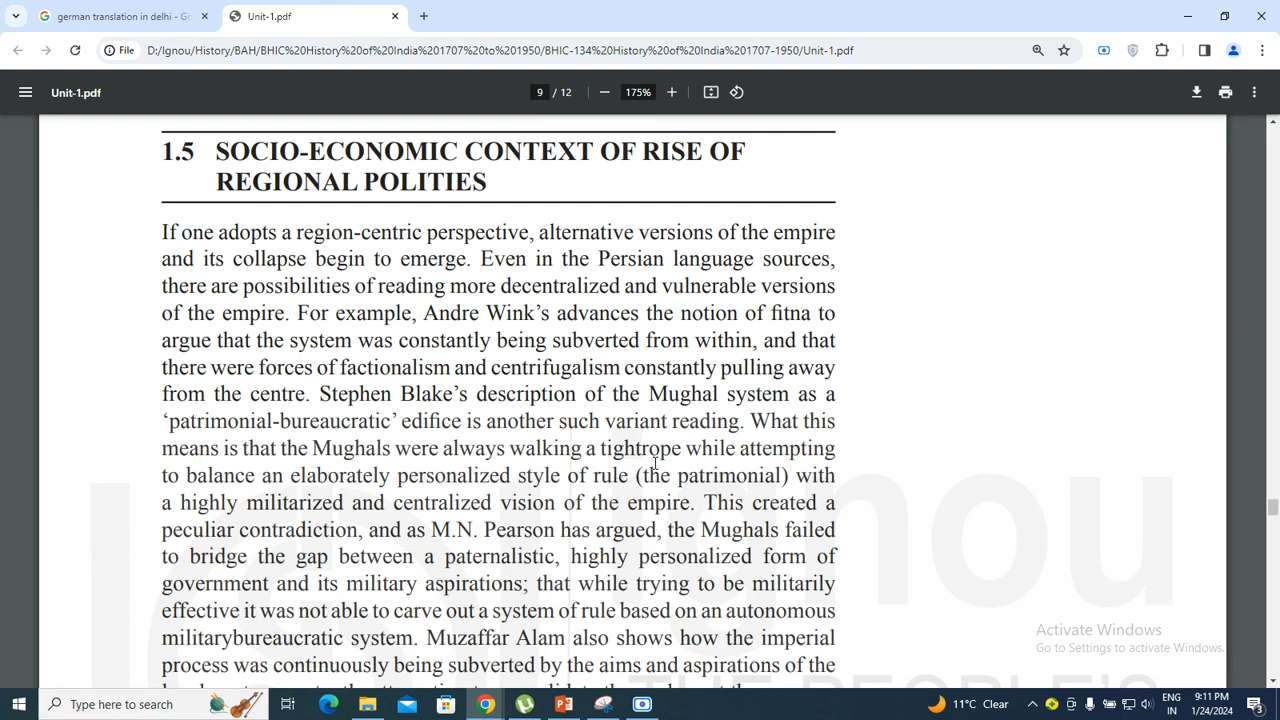 german translation in delhi - Go
Unit-1.pdf
File D:/Ignou/History/BAH/BHIC%20History%20of%20India%201707%20to%201950/BHIC-134%20History%20of%20India%201707-1950/Unit-1.pdf
Unit-1.pdf 9 / 12 175%
1.5 SOCIO-ECONOMIC CONTEXT OF RISE OF
REGIONAL POLITIES
If one adopts a region-centric perspective, alternative versions of the empire
and its collapse begin to emerge. Even in the Persian language sources,
there are possibilities of reading more decentralized and vulnerable versions
of the empire. For example, Andre Wink’s advances the notion of fitna to
argue that the system was constantly being subverted from within, and that
there were forces of factionalism and centrifugalism constantly pulling away
from the centre. Stephen Blake’s description of the Mughal system as a
‘patrimonial-bureaucratic’ edifice is another such variant reading. What this
means is that the Mughals were always walking a tightrope while attempting
to balance an elaborately personalized style of rule (the patrimonial) with
a highly militarized and centralized vision of the empire. This created a
peculiar contradiction, and as M.N. Pearson has argued, the Mughals failed
to bridge the gap between a paternalistic, highly personalized form of
government and its military aspirations; that while trying to be militarily
effective it was not able to carve out a system of rule based on an autonomous
militarybureaucratic system. Muzaffar Alam also shows how the imperial
process was continuously being subverted by the aims and aspirations of the
ignou
THE PEOPLE'S
Activate Windows
Go to Settings to activate Windows.
Type here to search
11°C Clear
ENG
IN
9:11 PM
1/24/2024
3